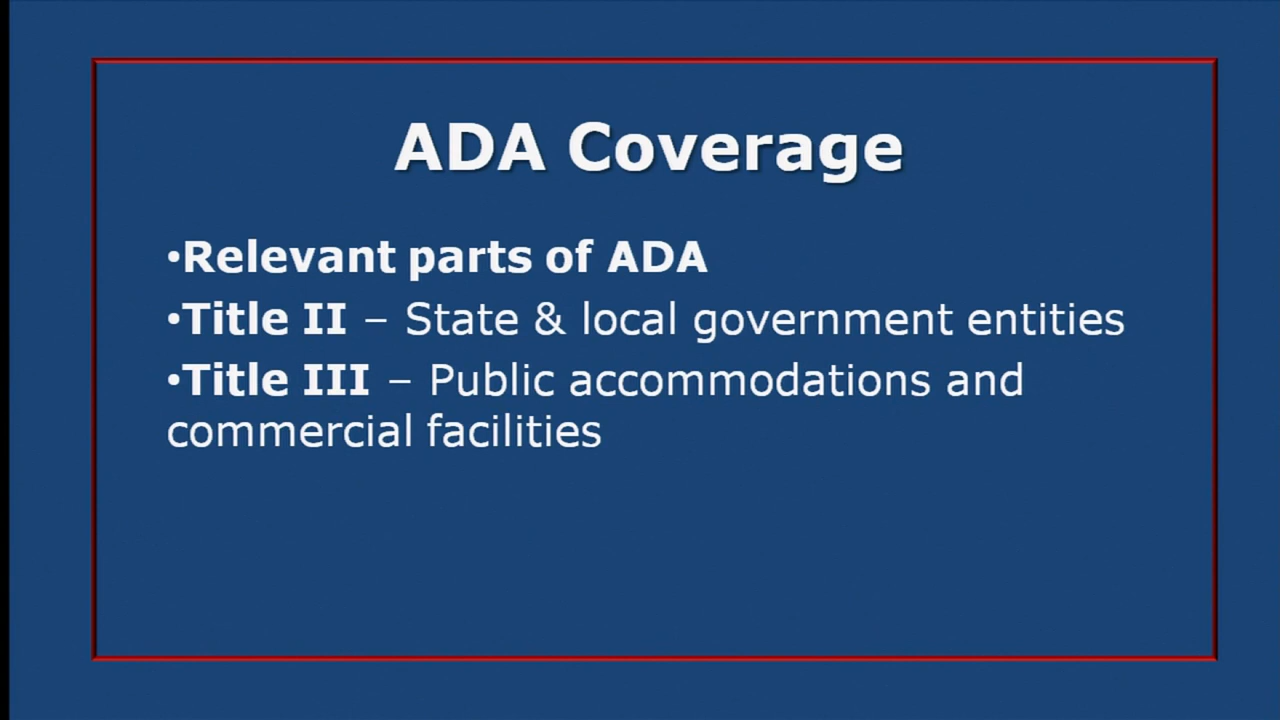 ADA Coverage
•Relevant parts of ADA
•Title II – State & local government entities
•Title III – Public accommodations and
commercial facilities